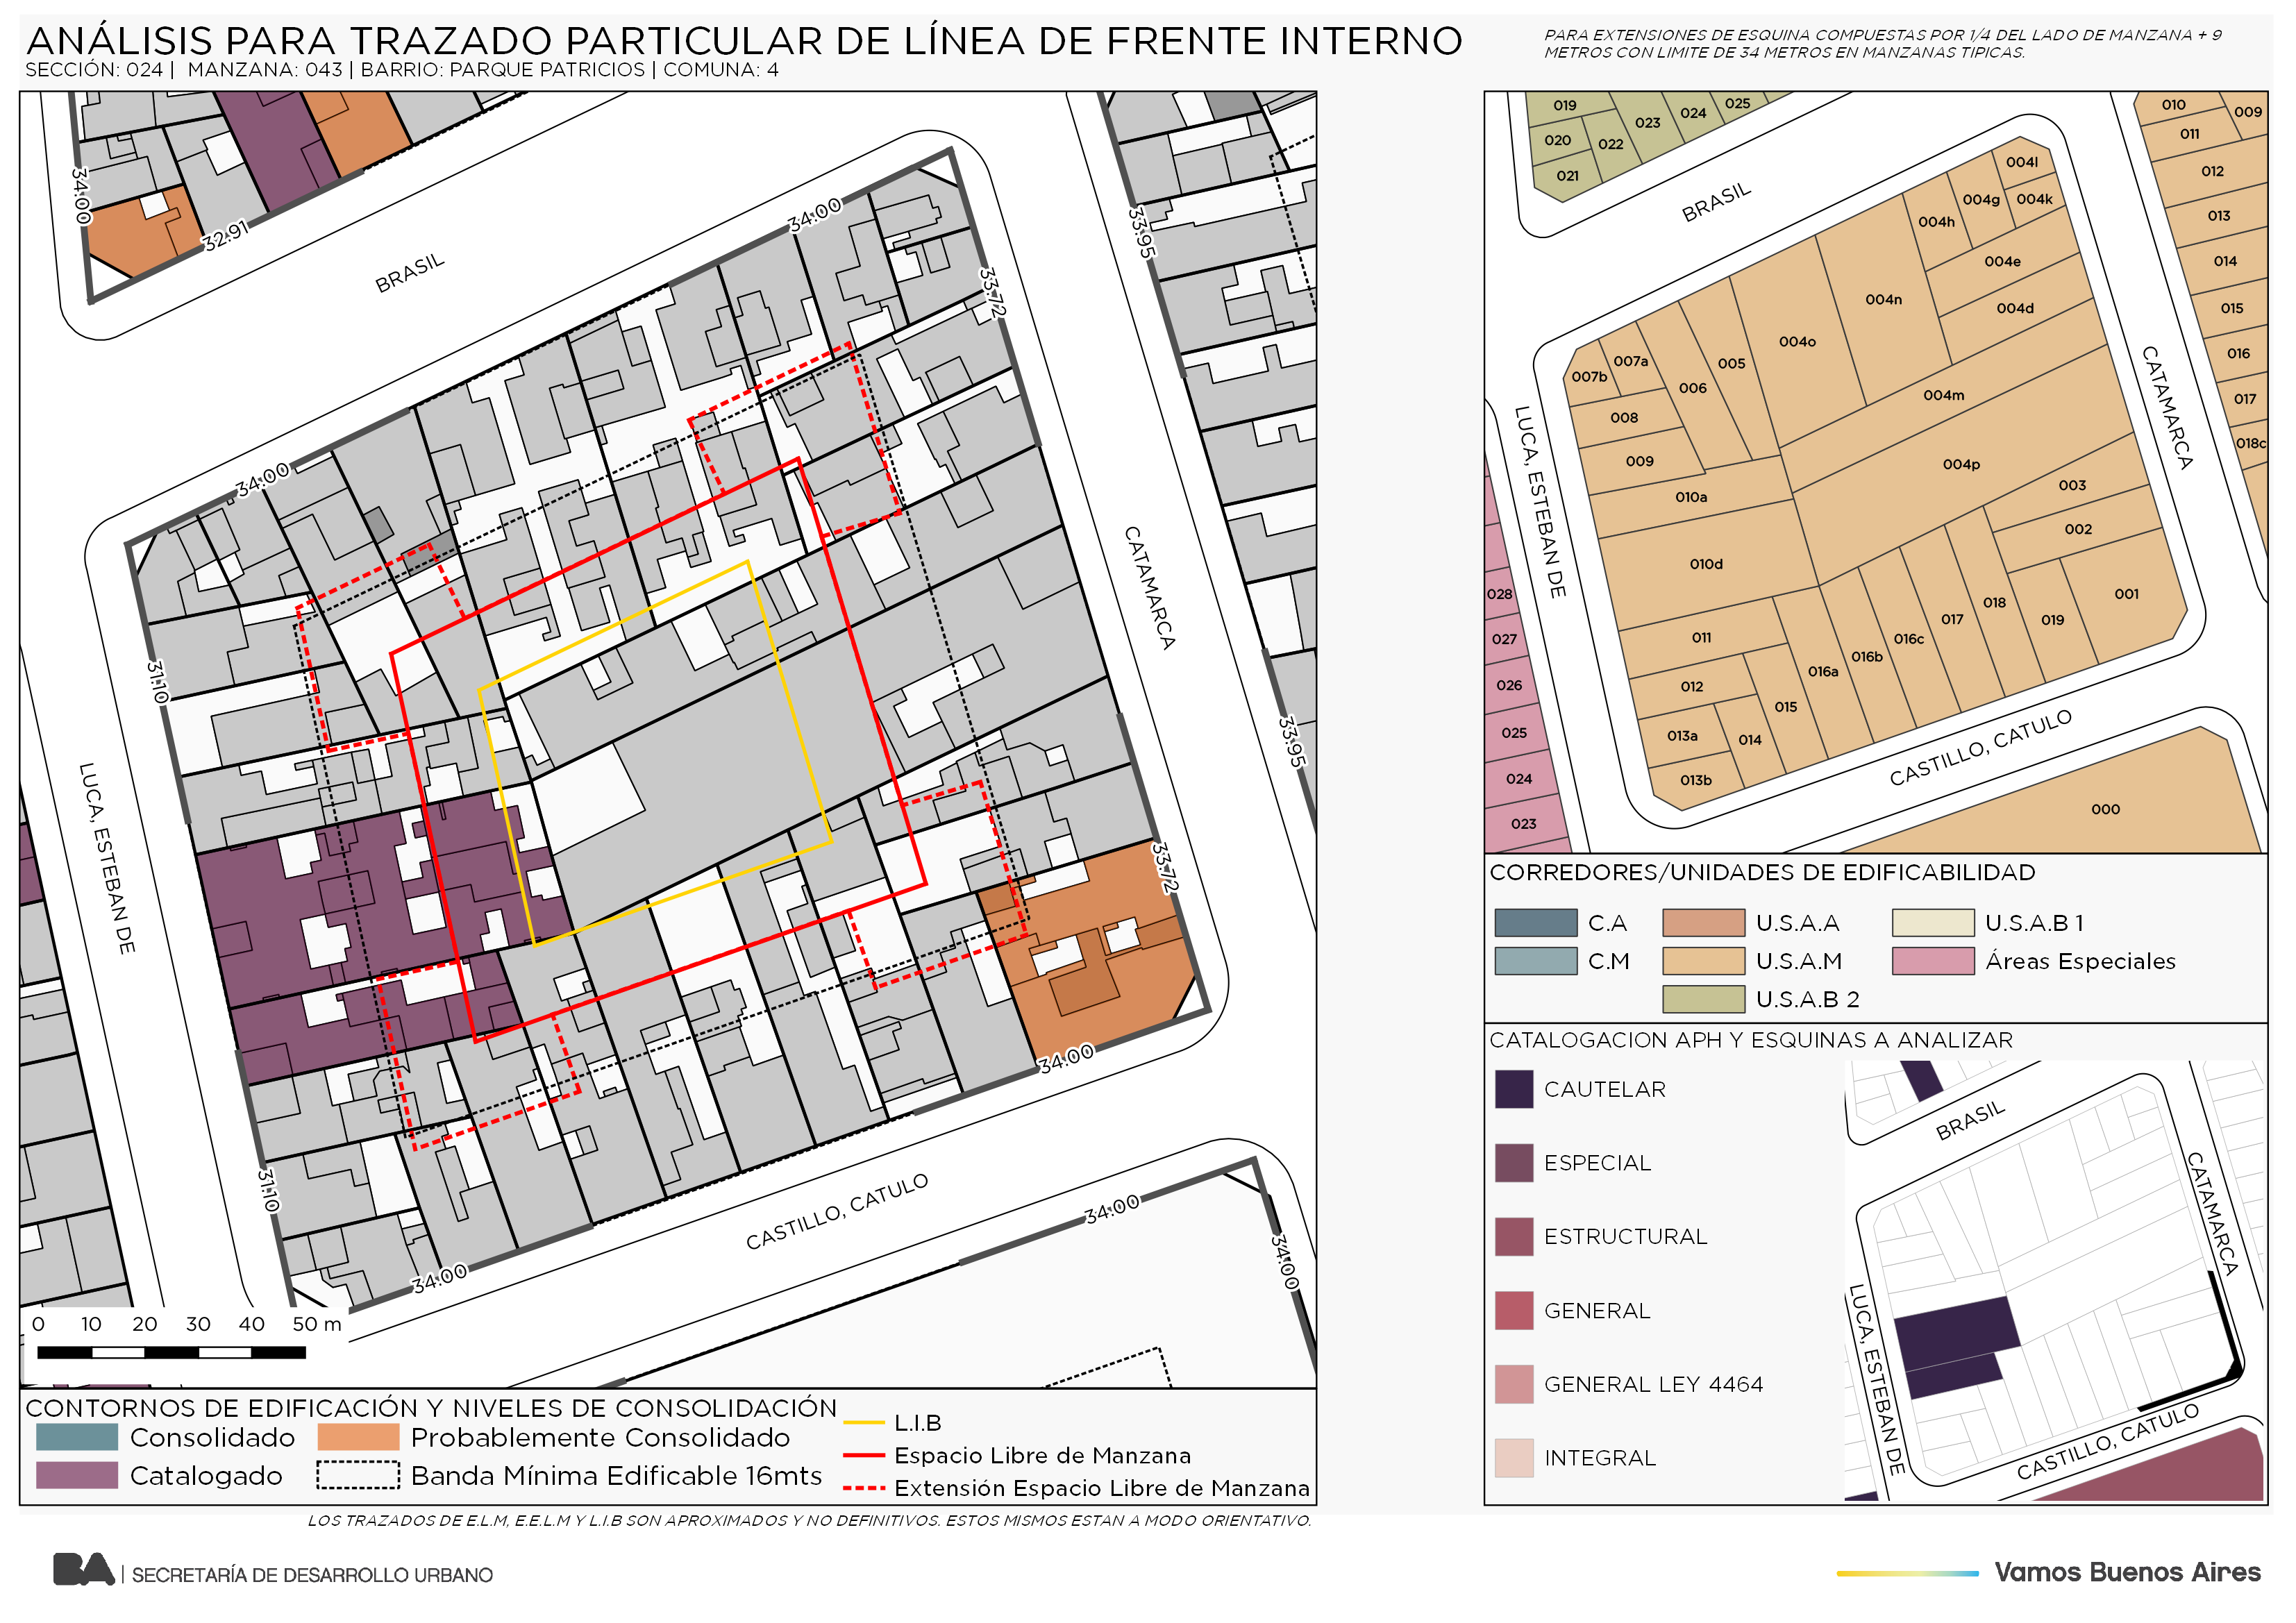 ANÁLISIS PARA TRAZADO PARTICULAR DE LÍNEA DE FRENTE INTERNO
SECCIÓN: 024 | MANZANA: 043 | BARRIO: PARQUE PATRICIOS | COMUNA: 4
PARA EXTENSIONES DE ESQUINA COMPUESTAS POR 1/4 DEL LADO DE MANZANA + 9
METROS CON LIMITE DE 34 METROS EN MANZANAS TIPICAS.
34.00
32.91
BRASIL
34.00
33.72
33.95
34.00
31.10
CATAMARCA
33.95
LUCA, ESTEBAN DE
33.72
34.00
31.10
34.00
CASTILLO, CATULO
34.00
34.00
0 10 20 30 40 50 m
CONTORNOS DE EDIFICACIÓN Y NIVELES DE CONSOLIDACIÓN
Consolidado
Probablemente Consolidado
Catalogado
Banda Mínima Edificable 16mts
L.I.B
Espacio Libre de Manzana
Extensión Espacio Libre de Manzana
LOS TRAZADOS DE E.L.M, E.E.L.M Y L.I.B SON APROXIMADOS Y NO DEFINITIVOS. ESTOS MISMOS ESTAN A MODO ORIENTATIVO.
019
020
021
022
023
024
025
010
009
011
012
013
014
015
016
017
018c
BRASIL
004l
004k
004g
004h
004e
004d
004n
004o
004m
004p
005
006
007a
007b
008
009
010a
010d
011
012
013a
013b
014
015
016a
016b
016c
017
018
019
001
002
003
CATAMARCA
LUCA, ESTEBAN DE
028
027
026
025
024
023
CASTILLO, CATULO
000
CORREDORES/UNIDADES DE EDIFICABILIDAD
C.A
U.S.A.A
U.S.A.B 1
C.M
U.S.A.M
Áreas Especiales
U.S.A.B 2
CATALOGACION APH Y ESQUINAS A ANALIZAR
CAUTELAR
ESPECIAL
ESTRUCTURAL
GENERAL
GENERAL LEY 4464
INTEGRAL
BRASIL
CATAMARCA
LUCA, ESTEBAN DE
CASTILLO, CATULO
BA | SECRETARÍA DE DESARROLLO URBANO
Vamos Buenos Aires